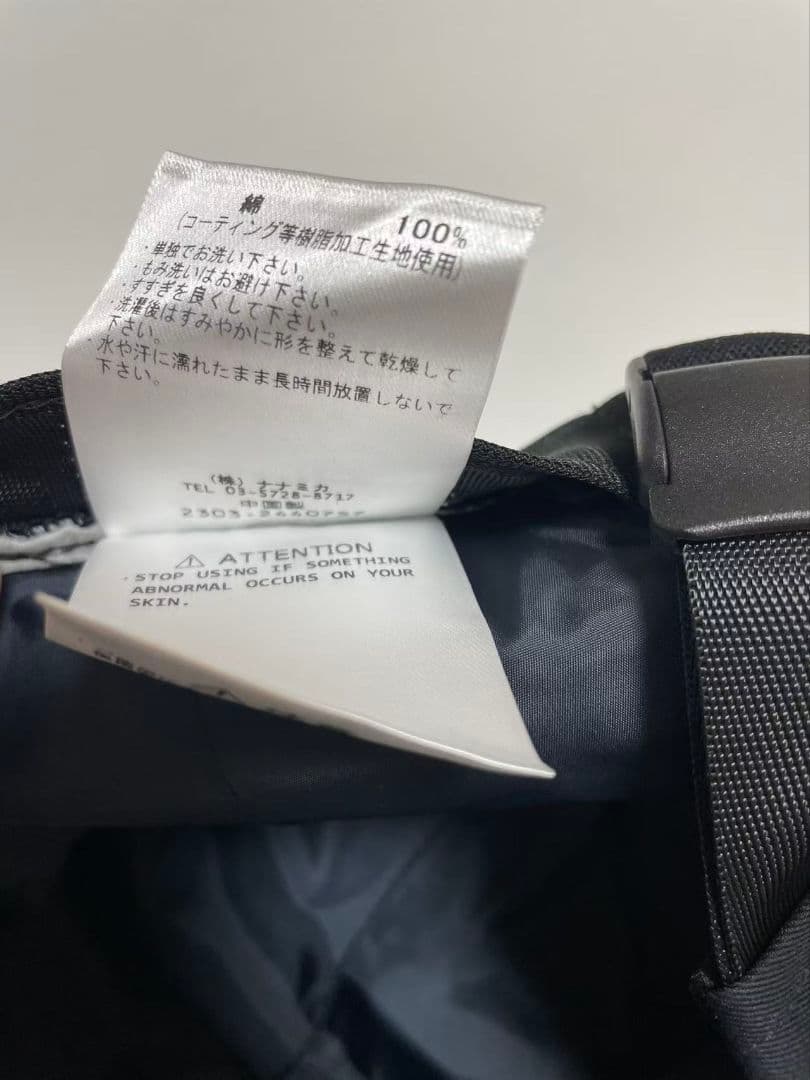 綿 100%
(コーティング等樹脂加工生地使用)
・単独でお洗い下さい。
・もみ洗いはお避け下さい。
・すすぎを良くして下さい。
・洗濯後はすみやかに形を整えて乾燥して
下さい。
・水や汗に濡れたまま長時間放置しないで
下さい。
(株) ナナミカ
TEL 03-5728-8717
中国製
⚠ ATTENTION
・STOP USING IF SOMETHING
ABNORMAL OCCURS ON YOUR
SKIN.